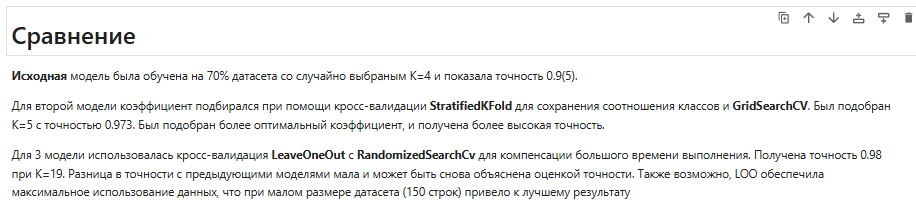 Сравнение
Исходная модель была обучена на 70% датасета со случайно выбраным K=4 и показала точность 0.9(5).
Для второй модели коэффициент подбирался при помощи кросс-валидации StratifiedKFold для сохранения соотношения классов и GridSearchCV. Был подобран
K=5 с точностью 0.973. Был подобран более оптимальный коэффициент, и получена более высокая точность.
Для 3 модели использовалась кросс-валидация LeaveOneOut с RandomizedSearchCv для компенсации большого времени выполнения. Получена точность 0.98
при K=19. Разница в точности с предыдущими моделями мала и может быть снова объяснена оценкой точности. Также возможно, LOO обеспечила
максимальное использование данных, что при малом размере датасета (150 строк) привело к лучшему результату